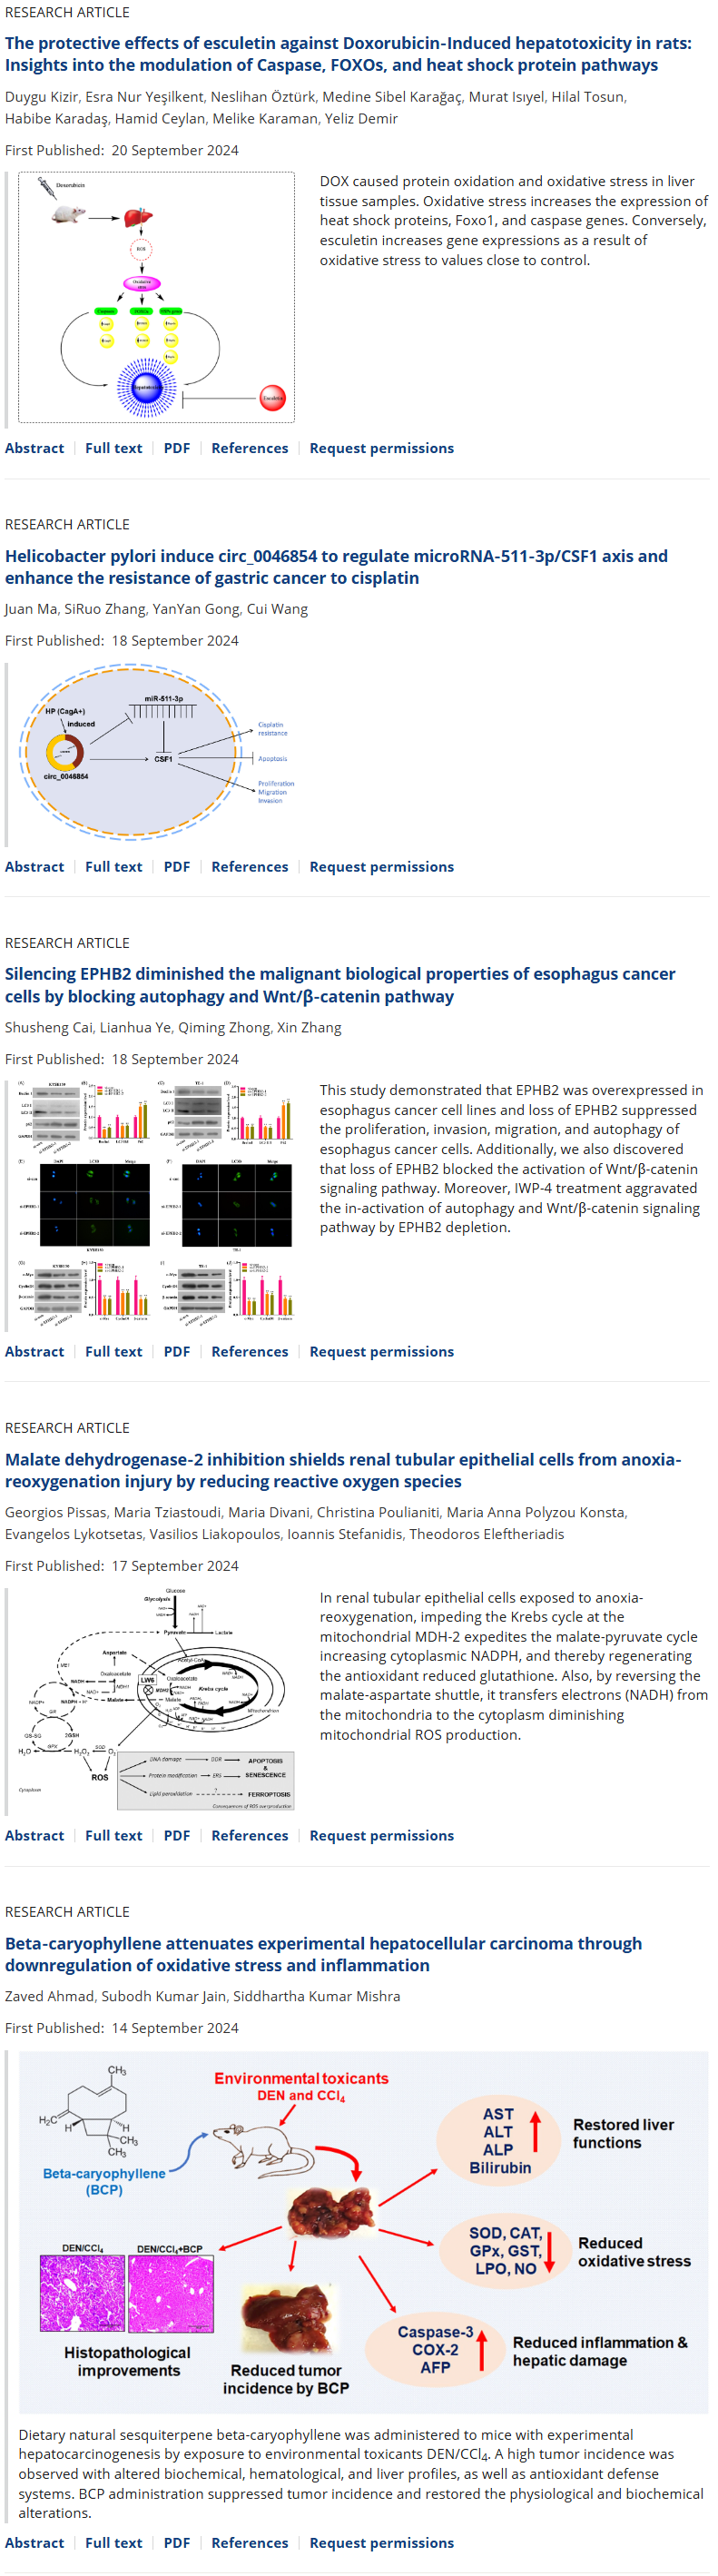 RESEARCH ARTICLE
The protective effects of esculetin against Doxorubicin-Induced hepatotoxicity in rats:
Insights into the modulation of Caspase, FOXOs, and heat shock protein pathways
Duygu Kizir, Esra Nur Yeşilkent, Neslihan Öztürk, Medine Sibel Karağaç, Murat Isıyel, Hilal Tosun,
Habibe Karadaş, Hamid Ceylan, Melike Karaman, Yeliz Demir
First Published: 20 September 2024
DOX caused protein oxidation and oxidative stress in liver
tissue samples. Oxidative stress increases the expression of
heat shock proteins, Foxo1, and caspase genes. Conversely,
esculetin increases gene expressions as a result of
oxidative stress to values close to control.
Doxorubicin
ROS
Abstract
Full text
PDF
References
Request permissions
RESEARCH ARTICLE
Helicobacter pylori induce circ_0046854 to regulate microRNA-511-3p/CSF1 axis and
enhance the resistance of gastric cancer to cisplatin
Juan Ma, SiRuo Zhang, YanYan Gong, Cui Wang
First Published: 18 September 2024
miR-511-3p
HP (CagA+)
induced
Cisplatin
resistance
CSF1
Apoptosis
circ_0046854
Proliferation
Migration
Invasion
Abstract
Full text
PDF
References
Request permissions
RESEARCH ARTICLE
Silencing EPHB2 diminished the malignant biological properties of esophagus cancer
cells by blocking autophagy and Wnt/β-catenin pathway
Shusheng Cai, Lianhua Ye, Qiming Zhong, Xin Zhang
First Published: 18 September 2024
This study demonstrated that EPHB2 was overexpressed in
esophagus cancer cell lines and loss of EPHB2 suppressed
the proliferation, invasion, migration, and autophagy of
esophagus cancer cells. Additionally, we also discovered
that loss of EPHB2 blocked the activation of Wnt/β-catenin
signaling pathway. Moreover, IWP-4 treatment aggravated
the in-activation of autophagy and Wnt/β-catenin signaling
pathway by EPHB2 depletion.
Abstract
Full text
PDF
References
Request permissions
RESEARCH ARTICLE
Malate dehydrogenase-2 inhibition shields renal tubular epithelial cells from anoxia-
reoxygenation injury by reducing reactive oxygen species
Georgios Pissas, Maria Tziastoudi, Maria Divani, Christina Poulianiti, Maria Anna Polyzou Konsta,
Evangelos Lykotsetas, Vasilios Liakopoulos, Ioannis Stefanidis, Theodoros Eleftheriadis
First Published: 17 September 2024
In renal tubular epithelial cells exposed to anoxia-
reoxygenation, impeding the Krebs cycle at the
mitochondrial MDH-2 expedites the malate-pyruvate cycle
increasing cytoplasmic NADPH, and thereby regenerating
the antioxidant reduced glutathione. Also, by reversing the
malate-aspartate shuttle, it transfers electrons (NADH) from
the mitochondria to the cytoplasm diminishing
mitochondrial ROS production.
Glucose
Glycolysis
Pyruvate
Lactate
Aspartate
Acetyl-CoA
Oxaloacetate
Oxaloacetate
LW6
Krebs cycle
Malate
Malate
Mitochondrion
GS-SG
2GSH
H₂O
H₂O₂
O₂
ROS
Cytoplasm
DNA damage
DDR
APOPTOSIS
&
SENESCENCE
Protein modification
ERS
Lipid peroxidation
?
FERROPTOSIS
Consequences of ROS overproduction
Abstract
Full text
PDF
References
Request permissions
RESEARCH ARTICLE
Beta-caryophyllene attenuates experimental hepatocellular carcinoma through
downregulation of oxidative stress and inflammation
Zaved Ahmad, Subodh Kumar Jain, Siddhartha Kumar Mishra
First Published: 14 September 2024
CH₃
H₂C
H
H
CH₃
CH₃
Beta-caryophyllene
(BCP)
Environmental toxicants
DEN and CCl₄
AST
ALT
ALP
Bilirubin
Restored liver
functions
SOD, CAT,
GPx, GST,
LPO, NO
Reduced
oxidative stress
DEN/CCl₄
DEN/CCl₄+BCP
Histopathological
improvements
Reduced tumor
incidence by BCP
Caspase-3
COX-2
AFP
Reduced inflammation &
hepatic damage
Dietary natural sesquiterpene beta-caryophyllene was administered to mice with experimental
hepatocarcinogenesis by exposure to environmental toxicants DEN/CCl₄. A high tumor incidence was
observed with altered biochemical, hematological, and liver profiles, as well as antioxidant defense
systems. BCP administration suppressed tumor incidence and restored the physiological and biochemical
alterations.
Abstract
Full text
PDF
References
Request permissions